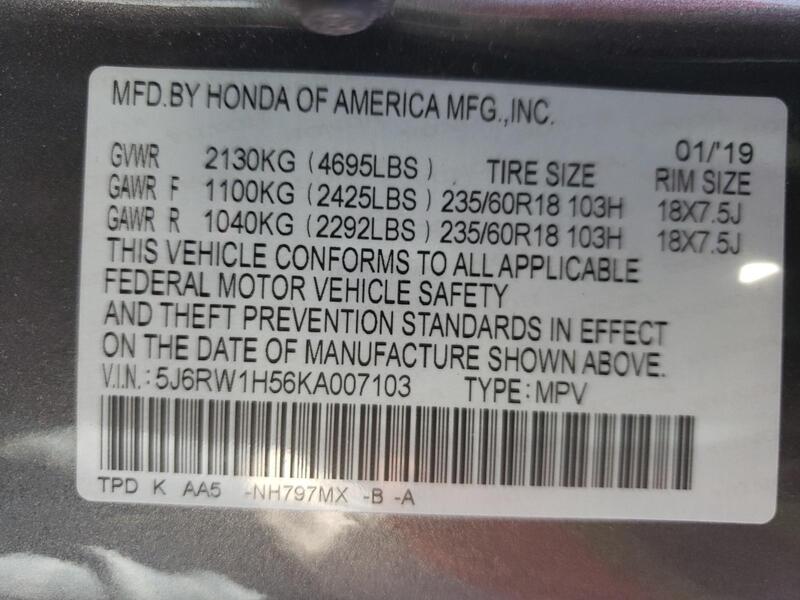 MFD.BY HONDA OF AMERICA MFG.,INC.
01/'19
GVWR 2130KG (4695LBS) TIRE SIZE RIM SIZE
GAWR F 1100KG (2425LBS) 235/60R18 103H 18X7.5J
GAWR R 1040KG (2292LBS) 235/60R18 103H 18X7.5J
THIS VEHICLE CONFORMS TO ALL APPLICABLE
FEDERAL MOTOR VEHICLE SAFETY
AND THEFT PREVENTION STANDARDS IN EFFECT
ON THE DATE OF MANUFACTURE SHOWN ABOVE.
V.I.N.: 5J6RW1H56KA007103 TYPE: MPV
TPD K AA5 -NH797MX -B -A